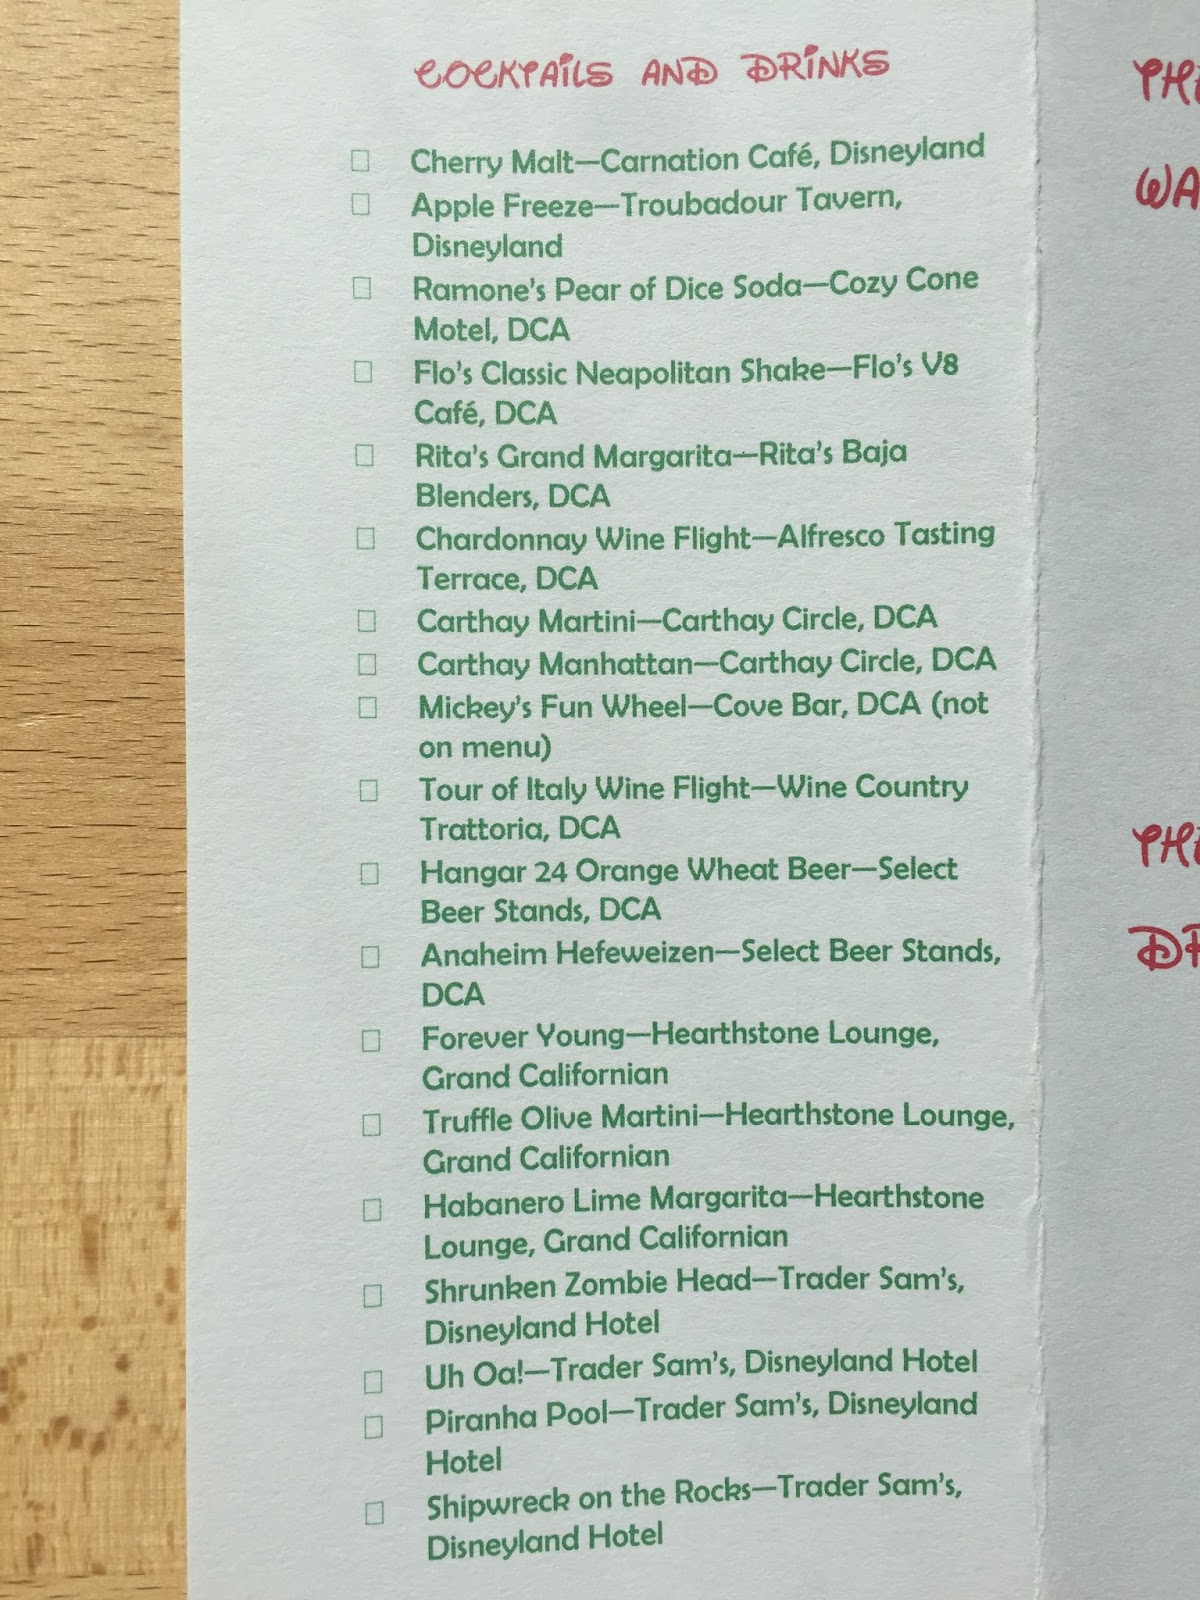 COCKTAILS AND DRINKS
Cherry Malt—Carnation Café, Disneyland
Apple Freeze—Troubadour Tavern,
Disneyland
Ramone's Pear of Dice Soda—Cozy Cone
Motel, DCA
Flo's Classic Neapolitan Shake—Flo's V8
Café, DCA
Rita's Grand Margarita—Rita's Baja
Blenders, DCA
Chardonnay Wine Flight—Alfresco Tasting
Terrace, DCA
Carthay Martini—Carthay Circle, DCA
Carthay Manhattan—Carthay Circle, DCA
Mickey's Fun Wheel—Cove Bar, DCA (not
on menu)
Tour of Italy Wine Flight—Wine Country
Trattoria, DCA
Hangar 24 Orange Wheat Beer—Select
Beer Stands, DCA
Anaheim Hefeweizen—Select Beer Stands,
DCA
Forever Young—Hearthstone Lounge,
Grand Californian
Truffle Olive Martini—Hearthstone Lounge,
Grand Californian
Habanero Lime Margarita—Hearthstone
Lounge, Grand Californian
Shrunken Zombie Head—Trader Sam's,
Disneyland Hotel
Uh Oa!—Trader Sam's, Disneyland Hotel
Piranha Pool—Trader Sam's, Disneyland
Hotel
Shipwreck on the Rocks—Trader Sam's,
Disneyland Hotel